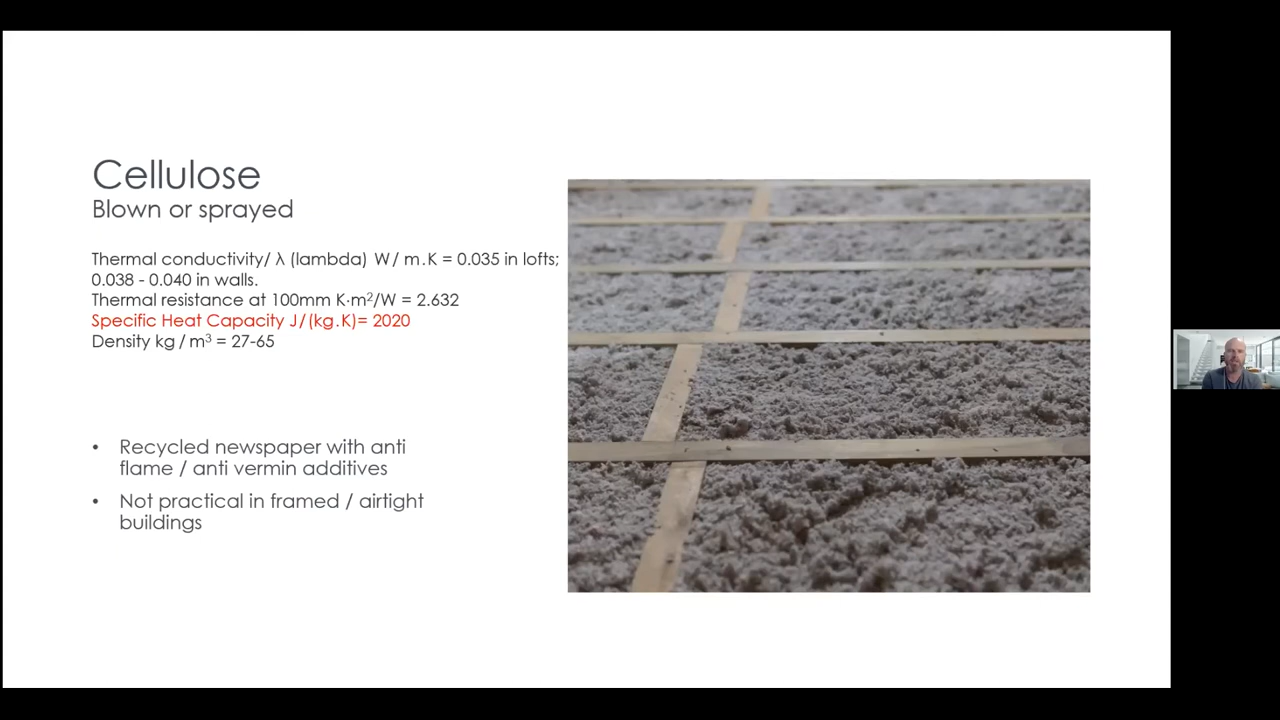 Cellulose
Blown or sprayed
Thermal conductivity/ λ (lambda) W/ m.K = 0.035 in lofts;
0.038 - 0.040 in walls.
Thermal resistance at 100mm K·m²/W = 2.632
Specific Heat Capacity J/(kg.K)= 2020
Density kg / m³ = 27-65
• Recycled newspaper with anti
flame / anti vermin additives
• Not practical in framed / airtight
buildings